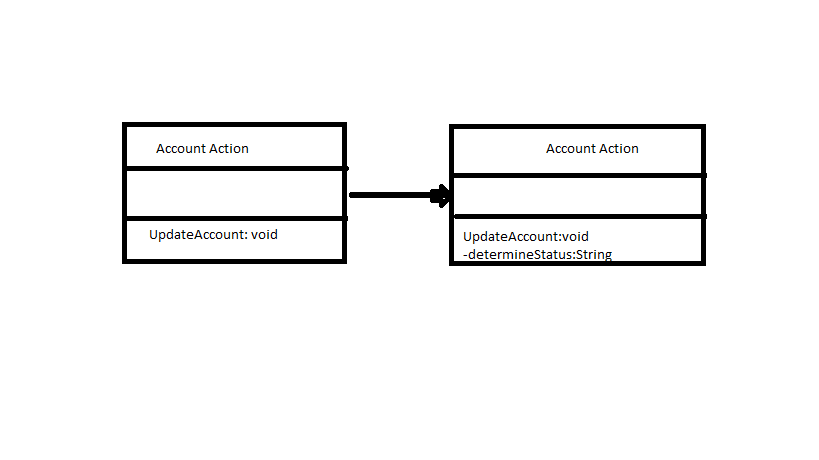 Account Action
UpdateAccount: void
Account Action
UpdateAccount:void
-determineStatus:String